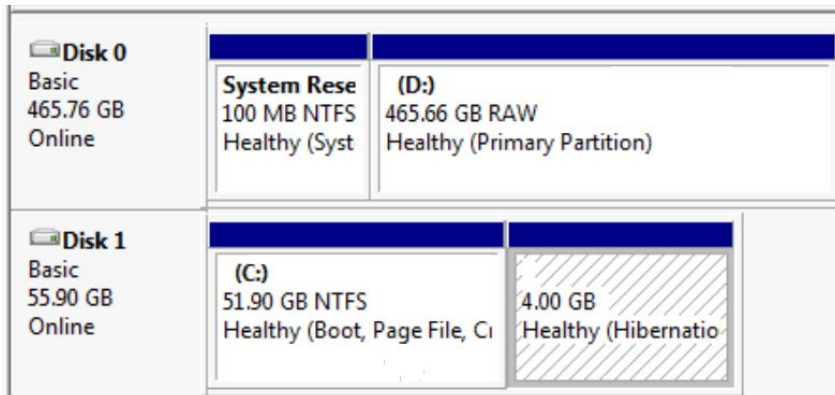 Disk 0
Basic
465.76 GB
Online
System Rese
100 MB NTFS
Healthy (Syst
(D:)
465.66 GB RAW
Healthy (Primary Partition)
Disk 1
Basic
55.90 GB
Online
(C:)
51.90 GB NTFS
Healthy (Boot, Page File, Cr
4.00 GB
Healthy (Hibernatio